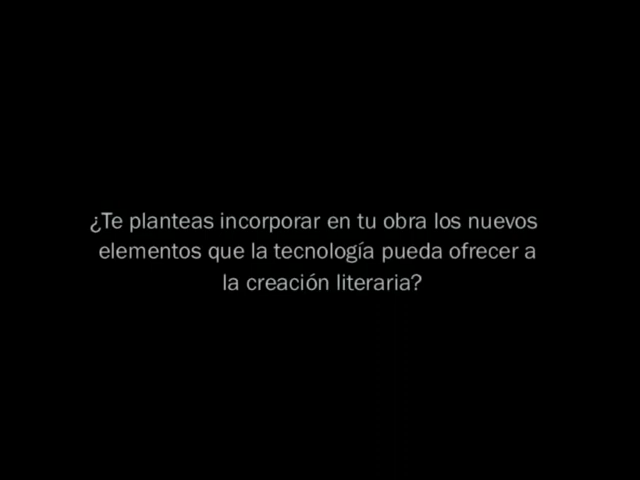 ¿Te planteas incorporar en tu obra los nuevos
elementos que la tecnología pueda ofrecer a
la creación literaria?